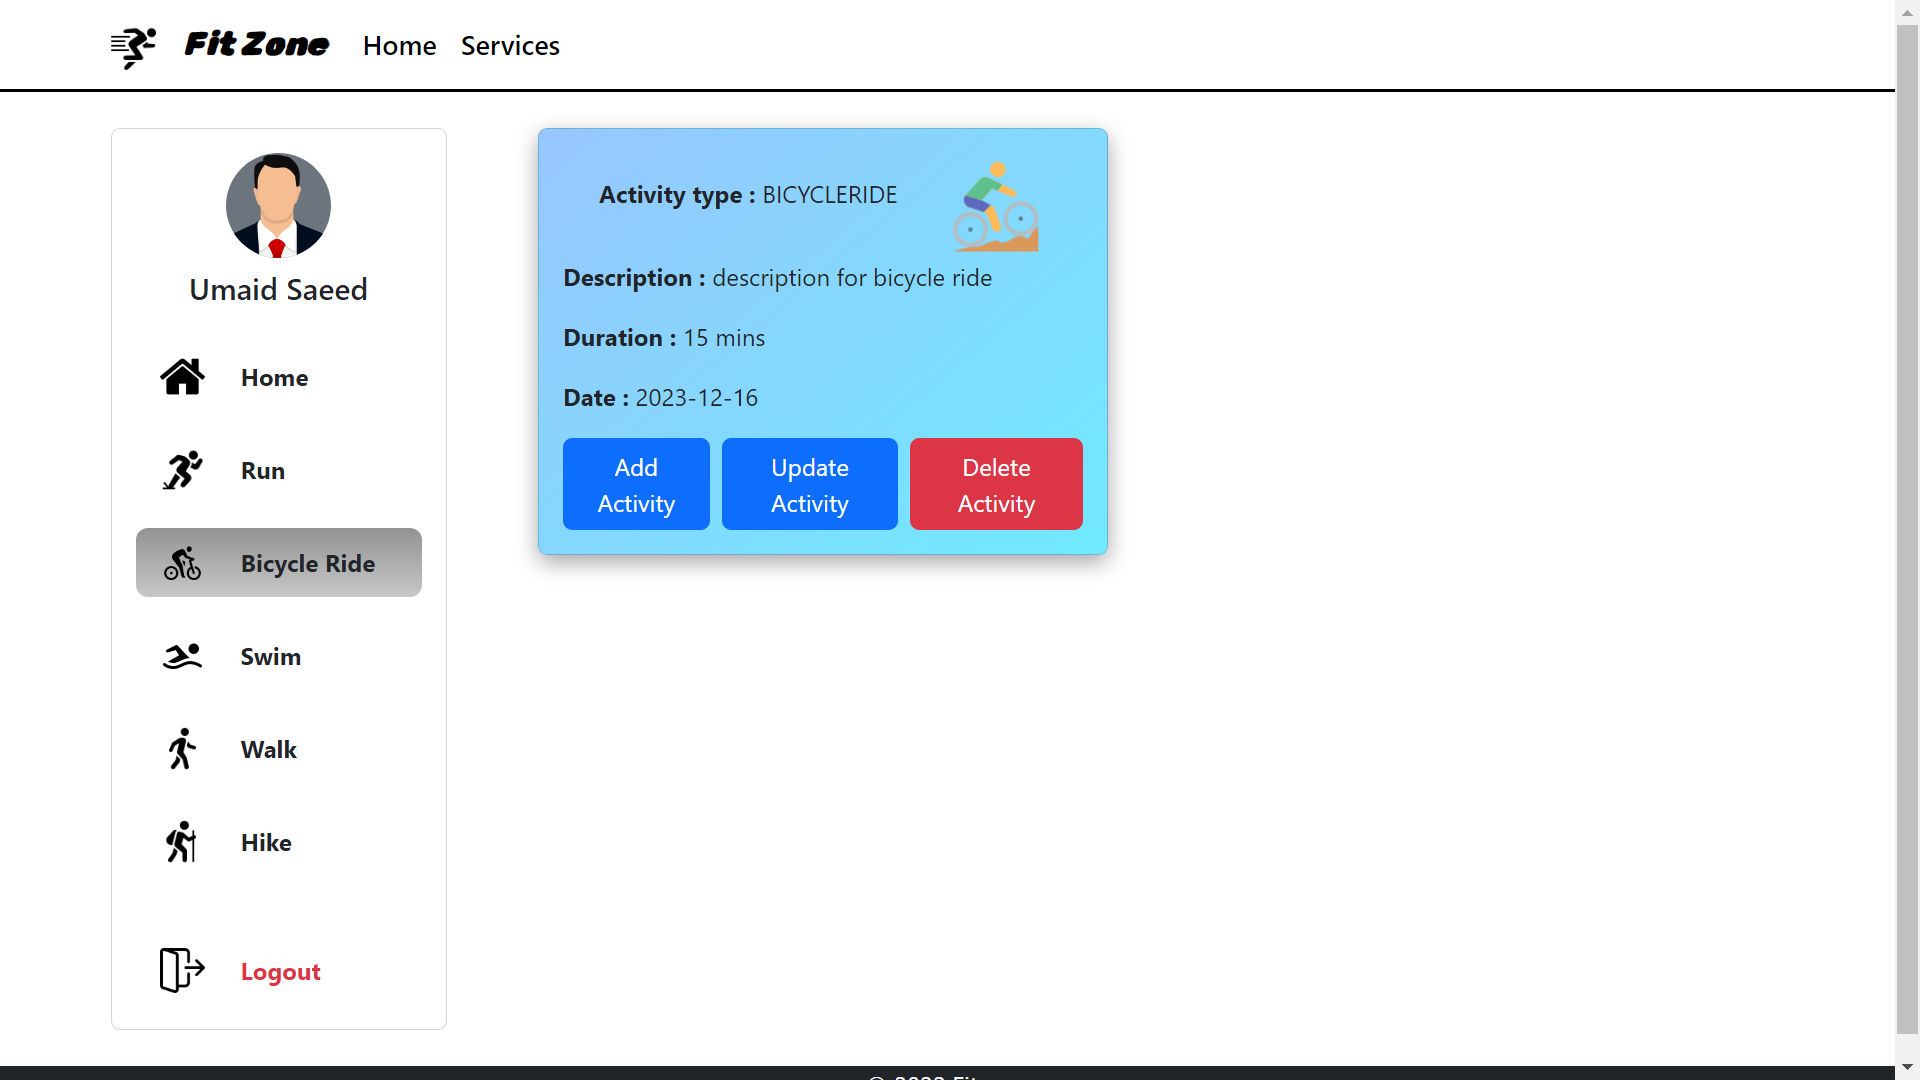 Fit Zone Home Services
Umaid Saeed
Home
Run
Bicycle Ride
Swim
Walk
Hike
Logout
Activity type : BICYCLERIDE
Description : description for bicycle ride
Duration : 15 mins
Date : 2023-12-16
Add
Activity
Update
Activity
Delete
Activity